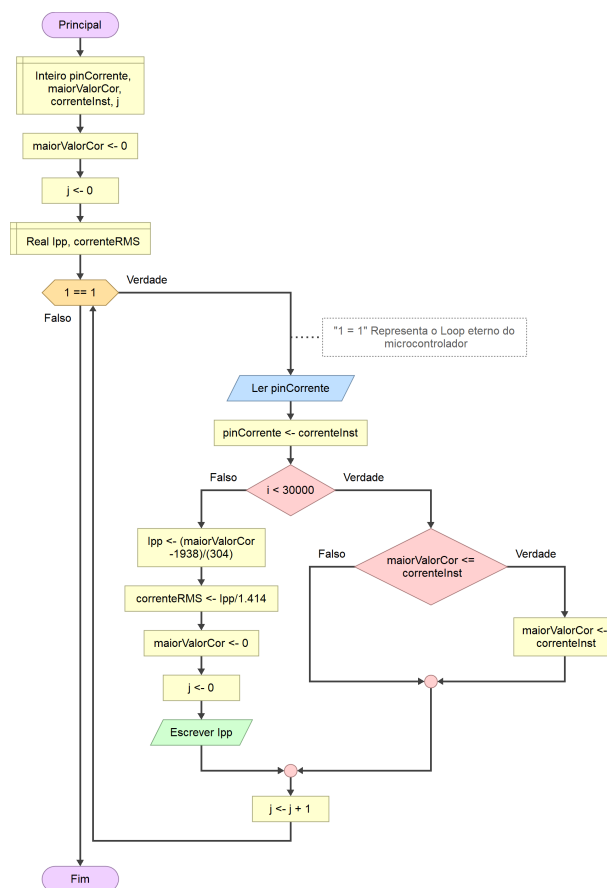 Principal
Inteiro pinCorrente,
maiorValorCor,
correnteInst, j
maiorValorCor <- 0
j <- 0
Real Ipp, correnteRMS
1 == 1
Verdade
Falso
"1 = 1" Representa o Loop eterno do
microcontrolador
Ler pinCorrente
pinCorrente <- correnteInst
i < 30000
Falso
Verdade
Ipp <- (maiorValorCor
-1938)/(304)
correnteRMS <- Ipp/1.414
maiorValorCor <- 0
j <- 0
Escrever Ipp
maiorValorCor <=
correnteInst
Falso
Verdade
maiorValorCor <-
correnteInst
j <- j + 1
Fim